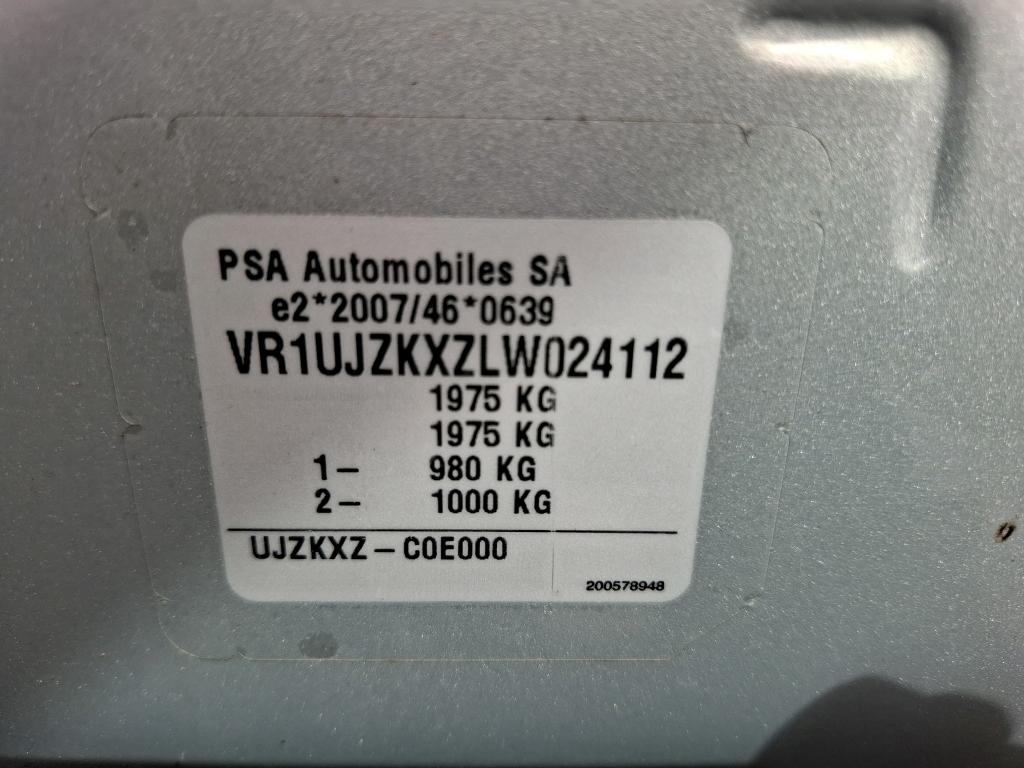 PSA Automobiles SA
e2*2007/46*0639
VR1UJZKXZLW024112
1975 KG
1975 KG
1- 980 KG
2- 1000 KG
UJZKXZ-C0E000
200578948